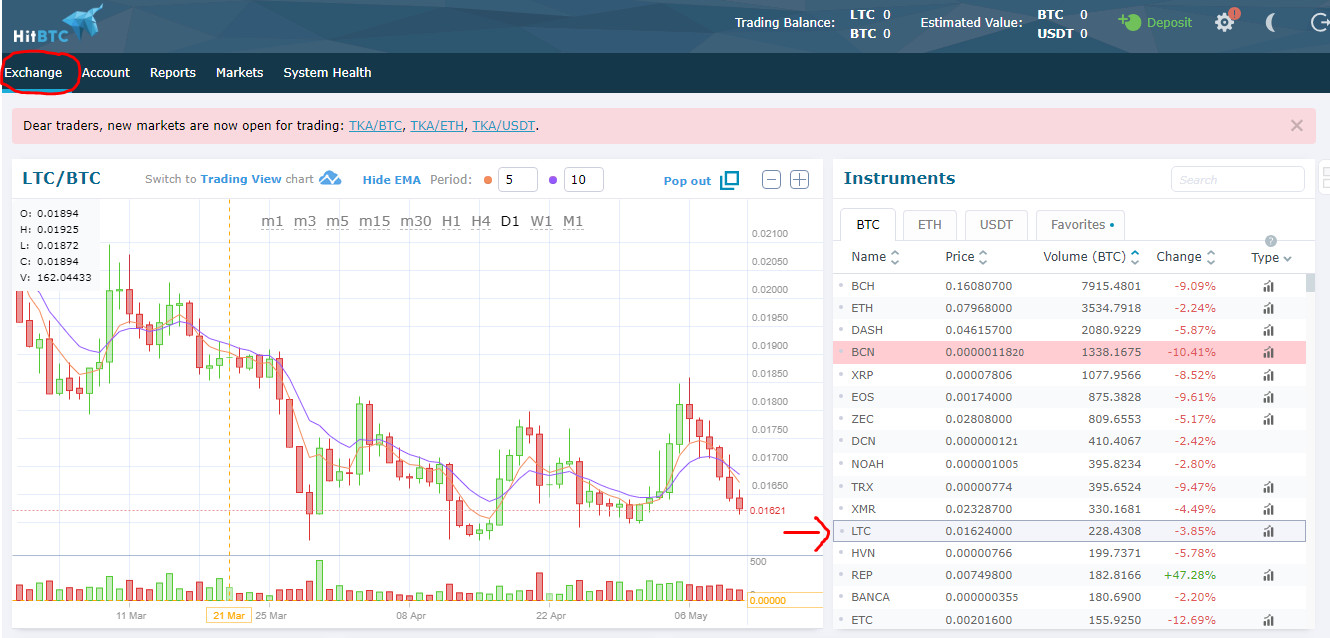 HitBTC
Trading Balance: LTC 0 BTC 0 Estimated Value: BTC 0 USDT 0 Deposit !
Exchange Account Reports Markets System Health
Dear traders, new markets are now open for trading: TKA/BTC, TKA/ETH, TKA/USDT.
LTC/BTC Switch to Trading View chart Hide EMA Period: 5 10 Pop out
O: 0.01894
H: 0.01925
L: 0.01872
C: 0.01894
V: 162.04433
m1 m3 m5 m15 m30 H1 H4 D1 W1 M1
0.02100
0.02050
0.02000
0.01950
0.01900
0.01850
0.01800
0.01750
0.01700
0.01650
0.01621
500
0.00000
11 Mar 21 Mar 25 Mar 08 Apr 22 Apr 06 May
Instruments Search
BTC ETH USDT Favorites
?
Name Price Volume (BTC) Change Type
BCH 0.16080700 7915.4801 -9.09%
ETH 0.07968000 3534.7918 -2.24%
DASH 0.04615700 2080.9229 -5.87%
BCN 0.0000011820 1338.1675 -10.41%
XRP 0.00007806 1077.9566 -8.52%
EOS 0.00174000 875.3828 -9.61%
ZEC 0.02808000 809.6553 -5.17%
DCN 0.000000121 410.4067 -2.42%
NOAH 0.000001005 395.8234 -2.80%
TRX 0.00000774 395.6524 -9.47%
XMR 0.02328700 330.1681 -4.49%
LTC 0.01624000 228.4308 -3.85%
HVN 0.00000766 199.7371 -5.78%
REP 0.00749800 182.8166 +47.28%
BANCA 0.000000355 180.6900 -2.20%
ETC 0.00201600 155.9250 -12.69%